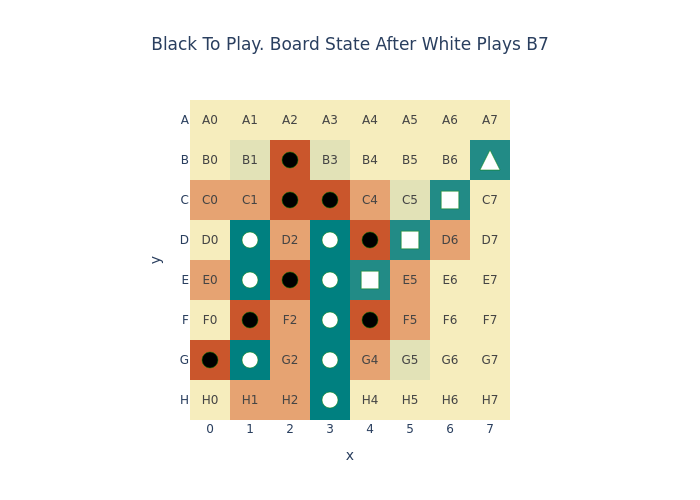 Black To Play. Board State After White Plays B7
A A0 A1 A2 A3 A4 A5 A6 A7
B B0 B1 B3 B4 B5 B6
C C0 C1 C4 C5 C7
D D0 D2 D6 D7
E E0 E5 E6 E7
F F0 F2 F5 F6 F7
G G2 G4 G5 G6 G7
H H0 H1 H2 H4 H5 H6 H7
0 1 2 3 4 5 6 7
x
y